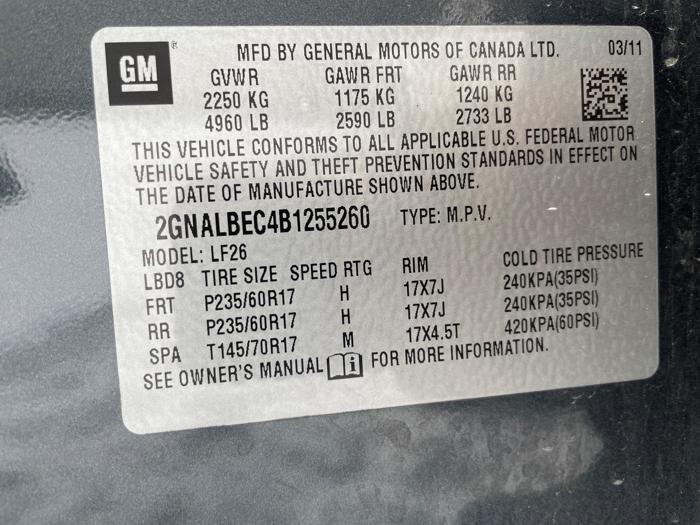 GM
MFD BY GENERAL MOTORS OF CANADA LTD. 03/11
GVWR GAWR FRT GAWR RR
2250 KG 1175 KG 1240 KG
4960 LB 2590 LB 2733 LB
THIS VEHICLE CONFORMS TO ALL APPLICABLE U.S. FEDERAL MOTOR
VEHICLE SAFETY AND THEFT PREVENTION STANDARDS IN EFFECT ON
THE DATE OF MANUFACTURE SHOWN ABOVE.
2GNALBEC4B1255260 TYPE: M.P.V.
MODEL: LF26
LBD8 TIRE SIZE SPEED RTG RIM COLD TIRE PRESSURE
FRT P235/60R17 H 17X7J 240KPA(35PSI)
RR P235/60R17 H 17X7J 240KPA(35PSI)
SPA T145/70R17 M 17X4.5T 420KPA(60PSI)
SEE OWNER'S MANUAL i FOR MORE INFORMATION.